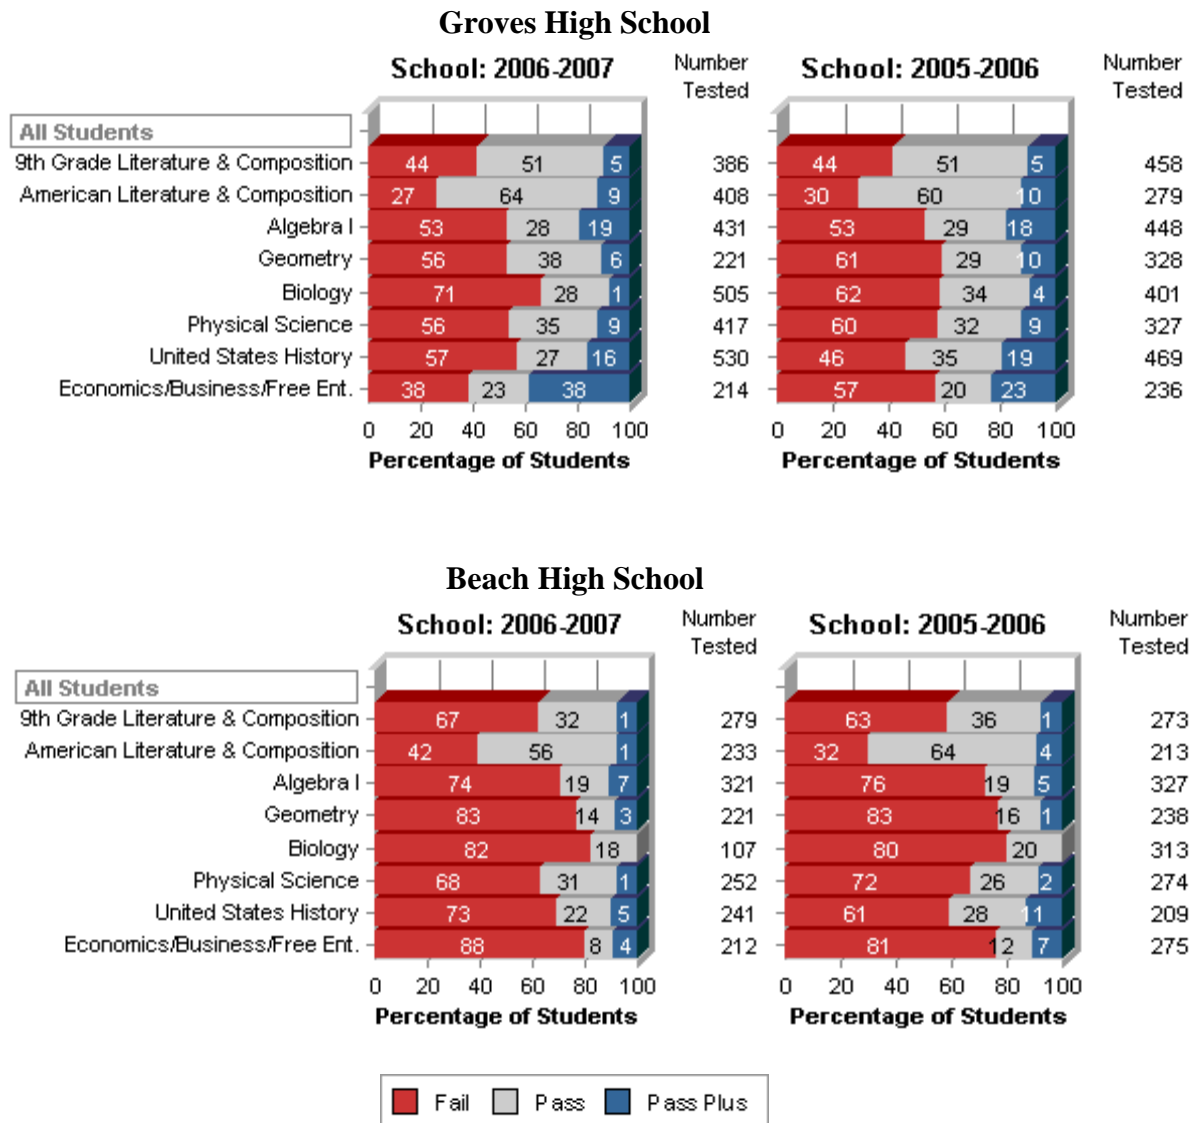 Groves High School
School: 2006-2007 Number Tested School: 2005-2006 Number Tested
All Students
9th Grade Literature & Composition 44 51 5 386 44 51 5 458
American Literature & Composition 27 64 9 408 30 60 10 279
Algebra I 53 28 19 431 53 29 18 448
Geometry 56 38 6 221 61 29 10 328
Biology 71 28 1 505 62 34 4 401
Physical Science 56 35 9 417 60 32 9 327
United States History 57 27 16 530 46 35 19 469
Economics/Business/Free Ent. 38 23 38 214 57 20 23 236
0 20 40 60 80 100 0 20 40 60 80 100
Percentage of Students Percentage of Students
Beach High School
School: 2006-2007 Number Tested School: 2005-2006 Number Tested
All Students
9th Grade Literature & Composition 67 32 1 279 63 36 1 273
American Literature & Composition 42 56 1 233 32 64 4 213
Algebra I 74 19 7 321 76 19 5 327
Geometry 83 14 3 221 83 16 1 238
Biology 82 18 107 80 20 313
Physical Science 68 31 1 252 72 26 2 274
United States History 73 22 5 241 61 28 11 209
Economics/Business/Free Ent. 88 8 4 212 81 12 7 275
0 20 40 60 80 100 0 20 40 60 80 100
Percentage of Students Percentage of Students
Fail Pass Pass Plus